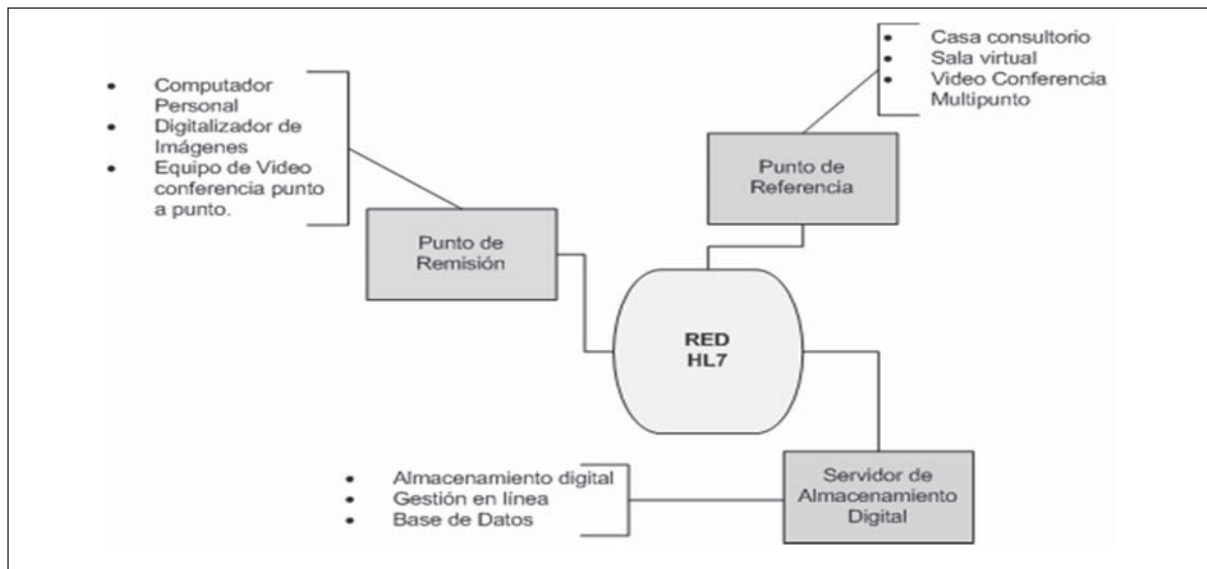 • Computador
Personal
• Digitalizador de
Imágenes
• Equipo de Video
conferencia punto
a punto.
Punto de
Remisión
• Casa consultorio
• Sala virtual
• Video Conferencia
Multipunto
Punto de
Referencia
RED
HL7
• Almacenamiento digital
• Gestión en línea
• Base de Datos
Servidor de
Almacenamiento
Digital